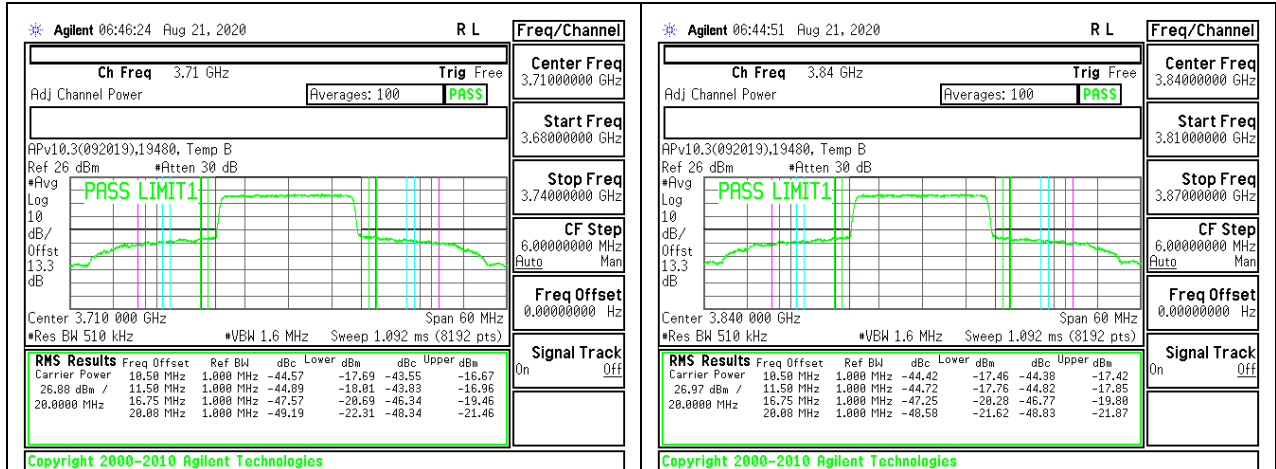 Agilent 06:46:24 Aug 21, 2020 R L
Freq/Channel
Ch Freq 3.71 GHz Trig Free
Adj Channel Power Averages: 100 PASS
APv10.3(092019),19480, Temp B
Ref 26 dBm #Atten 30 dB
#Avg
Log
10
dB/
Offst
13.3
dB
PASS LIMIT1
Center 3.710 000 GHz Span 60 MHz
#Res BW 510 kHz #VBW 1.6 MHz Sweep 1.092 ms (8192 pts)
RMS Results Freq Offset Ref BW dBc Lower dBm dBc Upper dBm
Carrier Power 10.50 MHz 1.000 MHz -44.57 -17.69 -43.55 -16.67
26.88 dBm / 11.50 MHz 1.000 MHz -44.89 -18.01 -43.83 -16.96
20.0000 MHz 16.75 MHz 1.000 MHz -47.57 -20.69 -46.34 -19.46
20.08 MHz 1.000 MHz -49.19 -22.31 -48.34 -21.46
Copyright 2000-2010 Agilent Technologies
Center Freq
3.71000000 GHz
Start Freq
3.68000000 GHz
Stop Freq
3.74000000 GHz
CF Step
6.00000000 MHz
Auto Man
Freq Offset
0.00000000 Hz
Signal Track
On Off
Agilent 06:44:51 Aug 21, 2020 R L
Freq/Channel
Ch Freq 3.84 GHz Trig Free
Adj Channel Power Averages: 100 PASS
APv10.3(092019),19480, Temp B
Ref 26 dBm #Atten 30 dB
#Avg
Log
10
dB/
Offst
13.3
dB
PASS LIMIT1
Center 3.840 000 GHz Span 60 MHz
#Res BW 510 kHz #VBW 1.6 MHz Sweep 1.092 ms (8192 pts)
RMS Results Freq Offset Ref BW dBc Lower dBm dBc Upper dBm
Carrier Power 10.50 MHz 1.000 MHz -44.42 -17.46 -44.38 -17.42
26.97 dBm / 11.50 MHz 1.000 MHz -44.72 -17.76 -44.82 -17.85
20.0000 MHz 16.75 MHz 1.000 MHz -47.25 -20.28 -46.77 -19.80
20.08 MHz 1.000 MHz -48.58 -21.62 -48.83 -21.87
Copyright 2000-2010 Agilent Technologies
Center Freq
3.84000000 GHz
Start Freq
3.81000000 GHz
Stop Freq
3.87000000 GHz
CF Step
6.00000000 MHz
Auto Man
Freq Offset
0.00000000 Hz
Signal Track
On Off